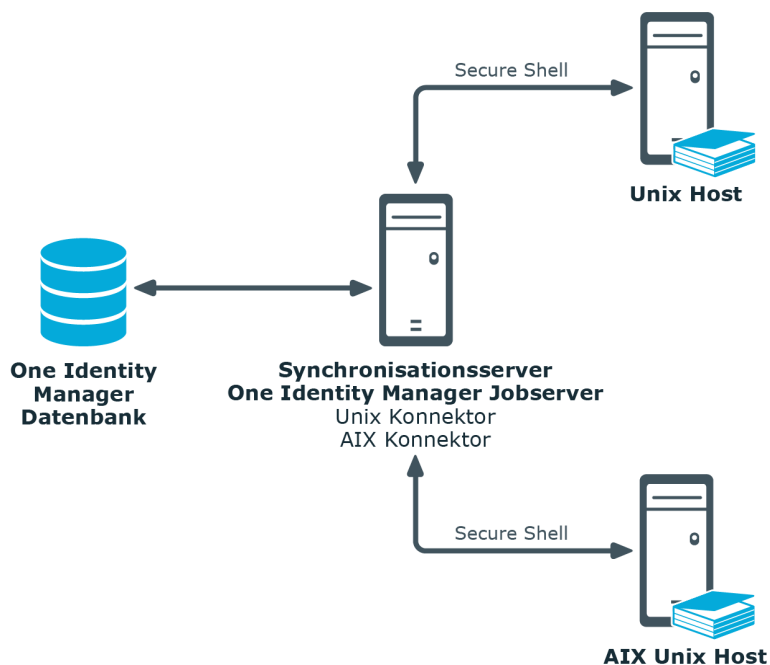 Secure Shell
Unix Host
One Identity
Manager
Datenbank
Synchronisationsserver
One Identity Manager Jobserver
Unix Konnektor
AIX Konnektor
Secure Shell
AIX Unix Host